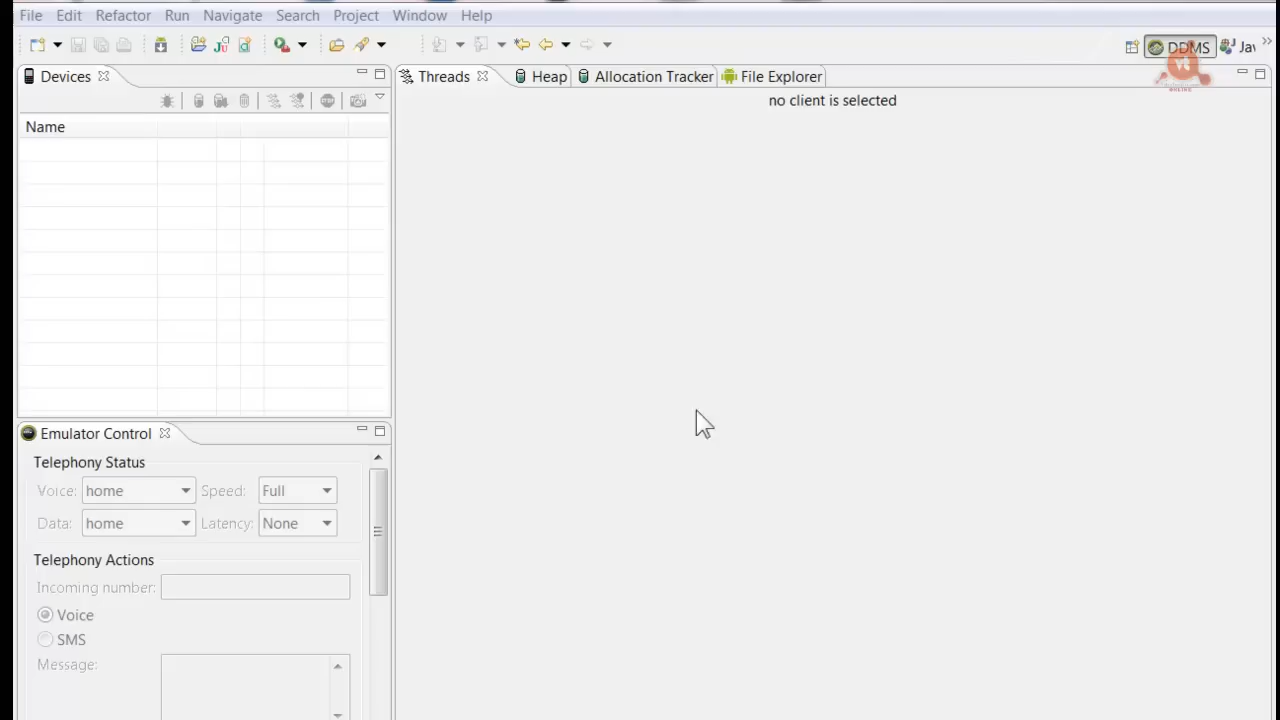 File Edit Refactor Run Navigate Search Project Window Help
DDMS Jav
Devices
Threads Heap Allocation Tracker File Explorer
no client is selected
Name
Emulator Control
Telephony Status
Voice: home Speed: Full
Data: home Latency: None
Telephony Actions
Incoming number:
Voice
SMS
Message: